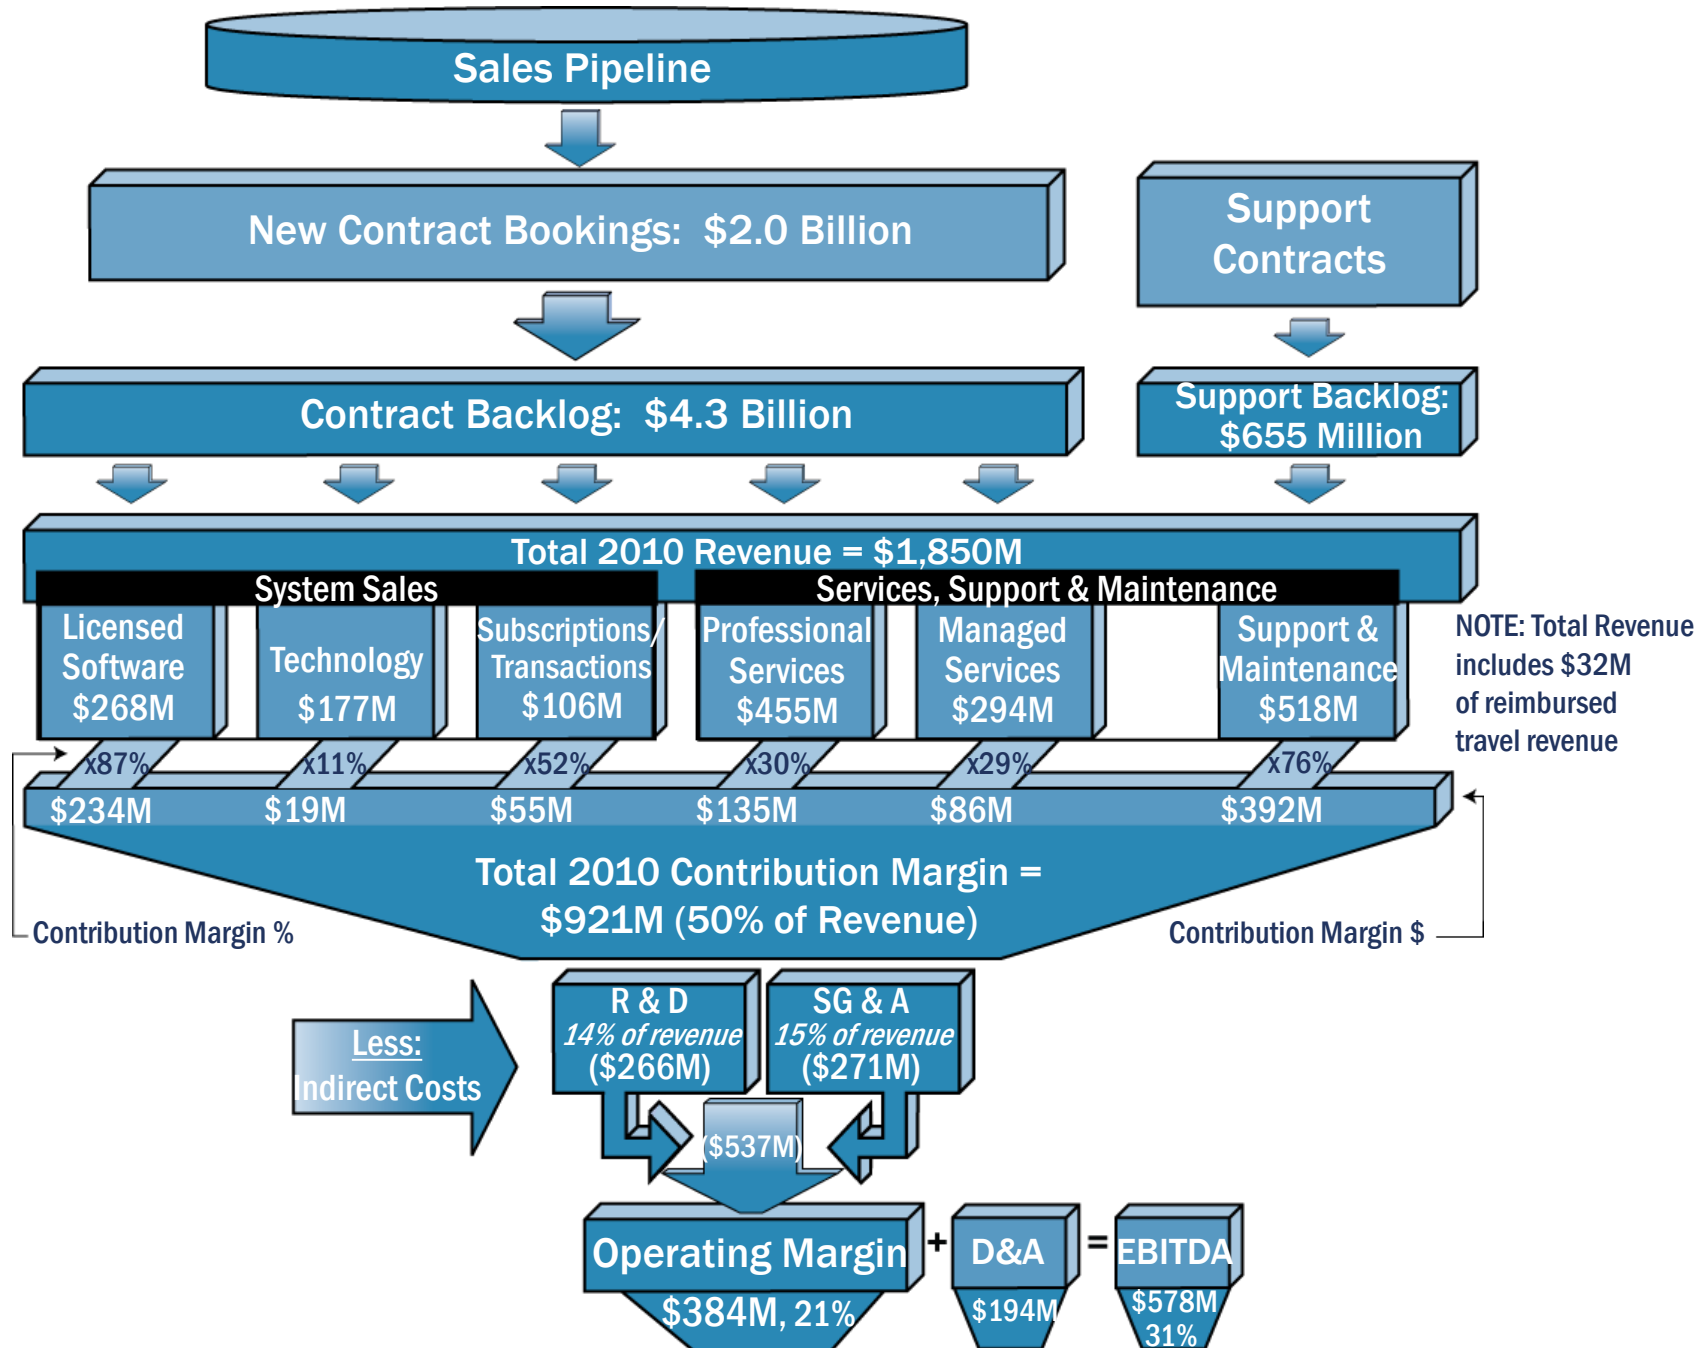 Sales Pipeline
New Contract Bookings:  $2.0 Billion
Support
Contracts
Contract Backlog:  $4.3 Billion
Support Backlog:
$655 Million
Total 2010 Revenue = $1,850M
System Sales
Services, Support & Maintenance
Licensed
Software
$268M
Technology
$177M
Subscriptions/
Transactions
$106M
Professional
Services
$455M
Managed
Services
$294M
Support &
Maintenance
$518M
NOTE: Total Revenue
includes $32M
of reimbursed
travel revenue
x87%
x11%
x52%
x30%
x29%
x76%
$234M
$19M
$55M
$135M
$86M
$392M
Total 2010 Contribution Margin =
$921M (50% of Revenue)
Contribution Margin %
Contribution Margin $
Less:
Indirect Costs
R & D
14% of revenue
($266M)
SG & A
15% of revenue
($271M)
($537M)
Operating Margin
+
D&A
=
EBITDA
$384M, 21%
$194M
$578M
31%